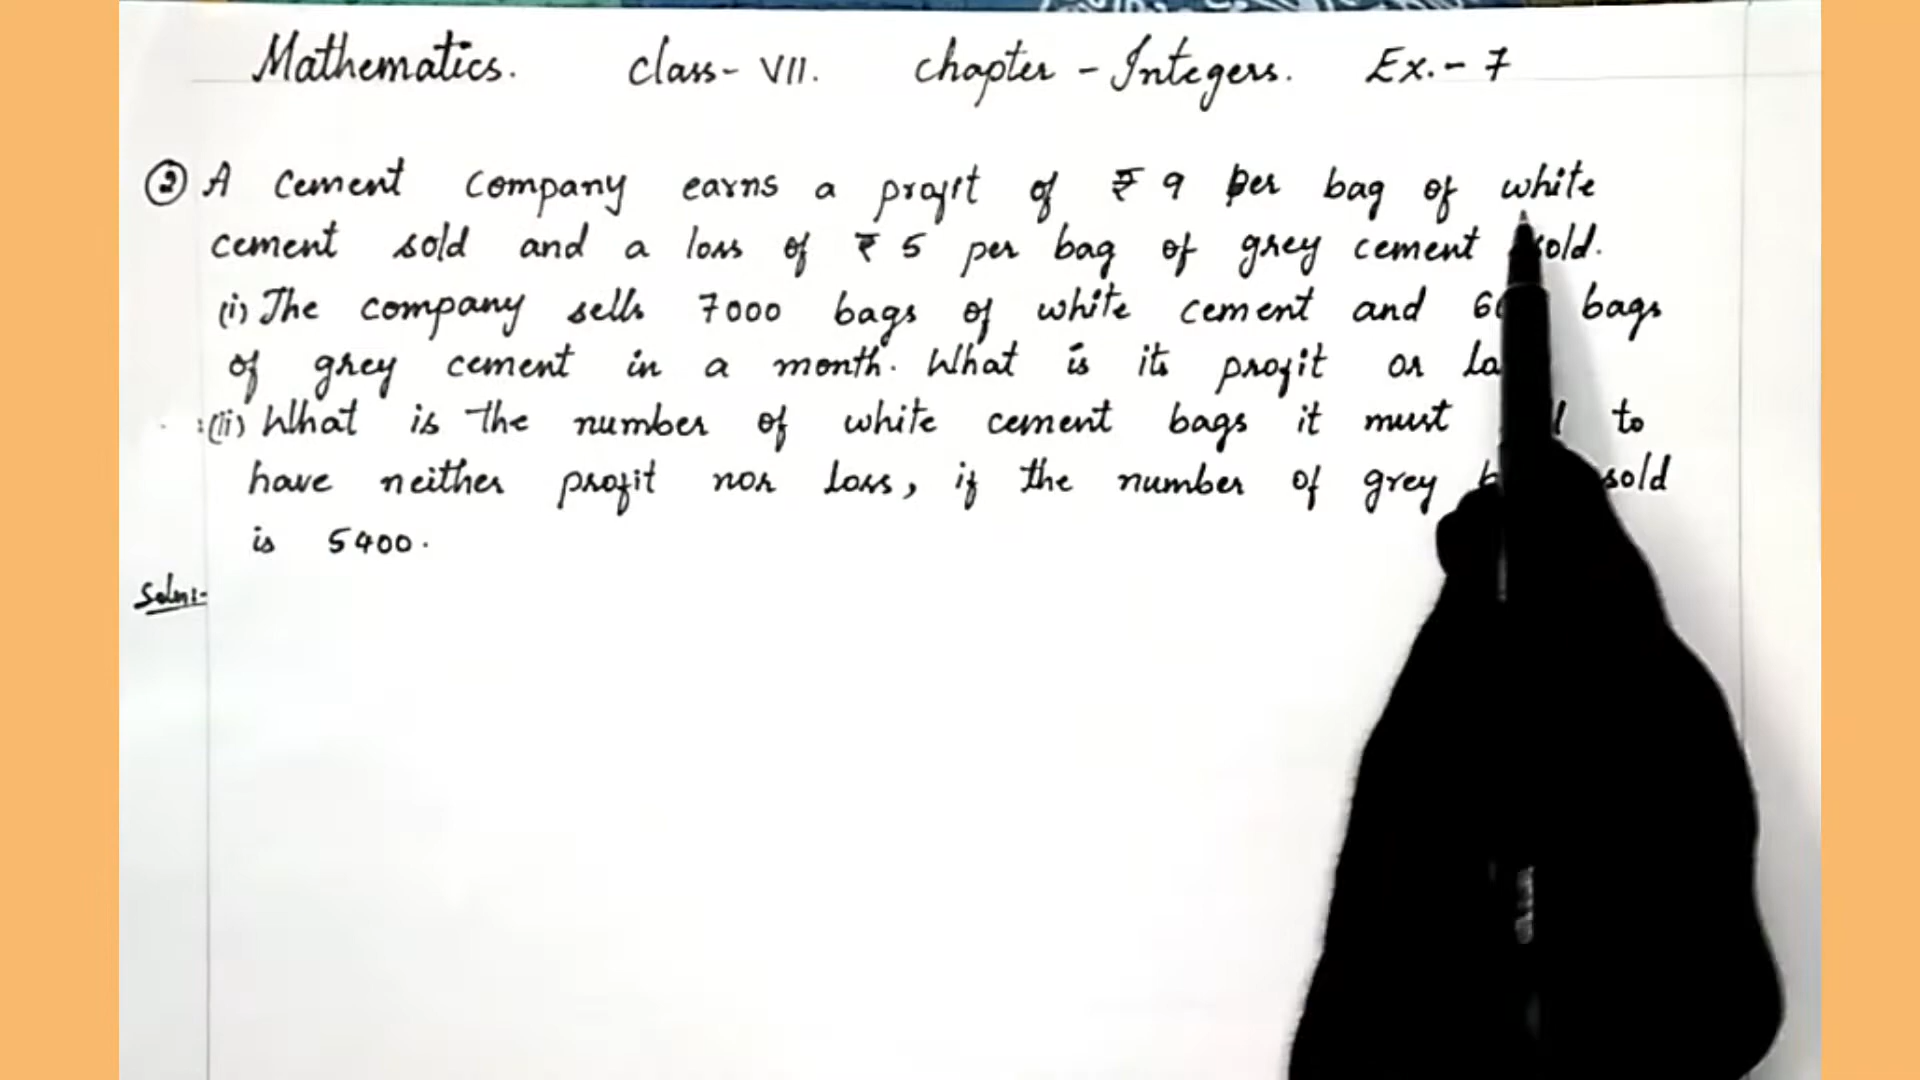 Mathematics. class- VII. chapter - Integers. Ex.- 7
② A cement company earns a profit of ₹ 9 per bag of white
cement sold and a loss of ₹ 5 per bag of grey cement sold.
(i) The company sells 7000 bags of white cement and bags
of grey cement in a month. What is its profit or
(ii) What is the number of white cement bags it must to
have neither profit nor loss, if the number of grey sold
is 5400.
Soln:-